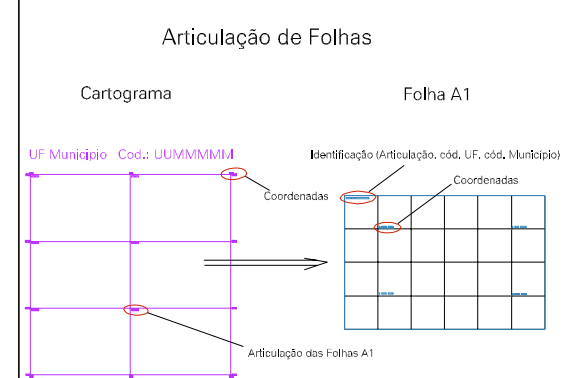 Articulação de Folhas
Cartograma
Folha A1
UF Município Cod.: UUMMMMM
Identificação (Articulação, cód. UF, cód. Município)
Coordenadas
Coordenadas
Articulação das Folhas A1